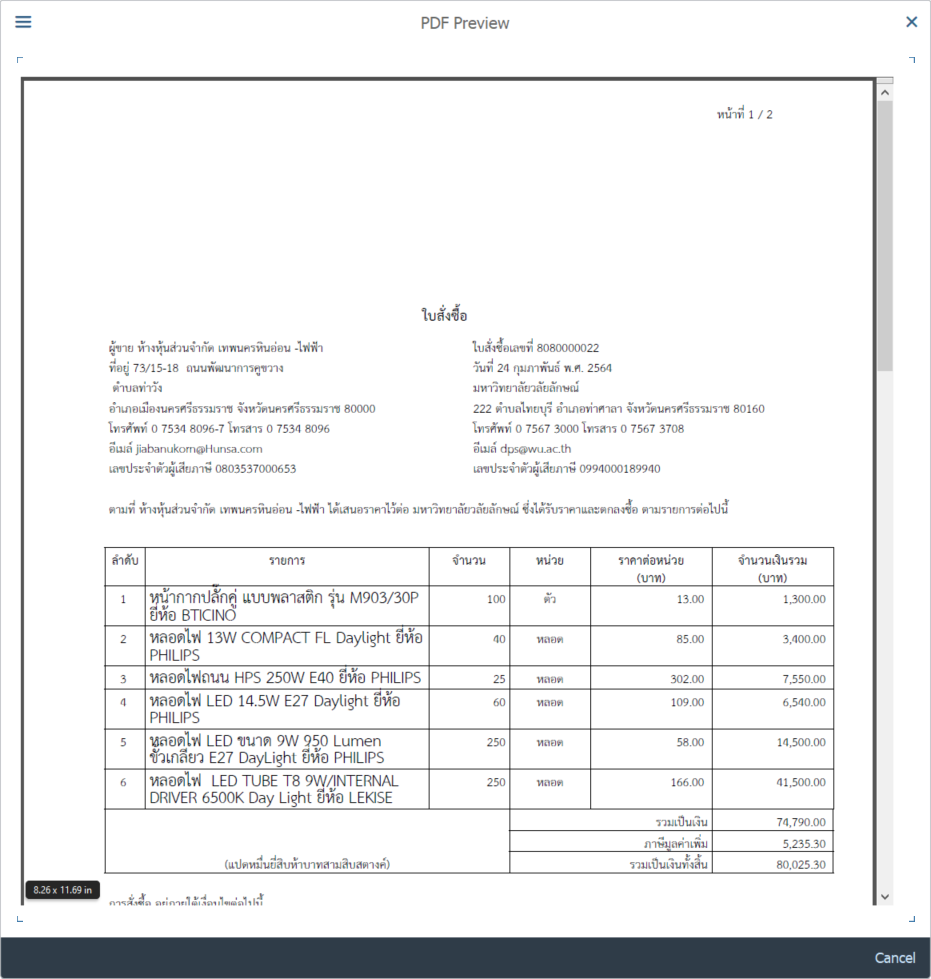 PDF Preview
หน้าที่ 1 / 2
ใบสั่งซื้อ
ผู้ขาย ห้างหุ้นส่วนจำกัด เทพนครหินอ่อน -ไฟฟ้า
ที่อยู่ 73/15-18 ถนนพัฒนาการคูขวาง
ตำบลท่าวัง
อำเภอเมืองนครศรีธรรมราช จังหวัดนครศรีธรรมราช 80000
โทรศัพท์ 0 7534 8096-7 โทรสาร 0 7534 8096
อีเมล์ jiabanukorn@Hunsa.com
เลขประจำตัวผู้เสียภาษี 0803537000653
ใบสั่งซื้อเลขที่ 8080000022
วันที่ 24 กุมภาพันธ์ พ.ศ. 2564
มหาวิทยาลัยวลัยลักษณ์
222 ตำบลไทยบุรี อำเภอท่าศาลา จังหวัดนครศรีธรรมราช 80160
โทรศัพท์ 0 7567 3000 โทรสาร 0 7567 3708
อีเมล์ dps@wu.ac.th
เลขประจำตัวผู้เสียภาษี 0994000189940
ตามที่ ห้างหุ้นส่วนจำกัด เทพนครหินอ่อน -ไฟฟ้า ได้เสนอราคาไว้ต่อ มหาวิทยาลัยวลัยลักษณ์ ซึ่งได้รับราคาและตกลงซื้อ ตามรายการต่อไปนี้
ลำดับ รายการ จำนวน หน่วย ราคาต่อหน่วย จำนวนเงินรวม
(บาท) (บาท)
1 หน้ากากปลั๊กคู่ แบบพลาสติก รุ่น M903/30P 100 ตัว 13.00 1,300.00
ยี่ห้อ BTICINO
2 หลอดไฟ 13W COMPACT FL Daylight ยี่ห้อ 40 หลอด 85.00 3,400.00
PHILIPS
3 หลอดไฟถนน HPS 250W E40 ยี่ห้อ PHILIPS 25 หลอด 302.00 7,550.00
4 หลอดไฟ LED 14.5W E27 Daylight ยี่ห้อ 60 หลอด 109.00 6,540.00
PHILIPS
5 หลอดไฟ LED ขนาด 9W 950 Lumen 250 หลอด 58.00 14,500.00
ขั้วเกลียว E27 DayLight ยี่ห้อ PHILIPS
6 หลอดไฟ LED TUBE T8 9W/INTERNAL 250 หลอด 166.00 41,500.00
DRIVER 6500K Day Light ยี่ห้อ LEKISE
รวมเป็นเงิน 74,790.00
ภาษีมูลค่าเพิ่ม 5,235.30
(แปดหมื่นยี่สิบห้าบาทสามสิบสตางค์) รวมเป็นเงินทั้งสิ้น 80,025.30
8.26 x 11.69 in
การสั่งซื้อ อยู่ภายใต้เงื่อนไขต่อไปนี้
Cancel